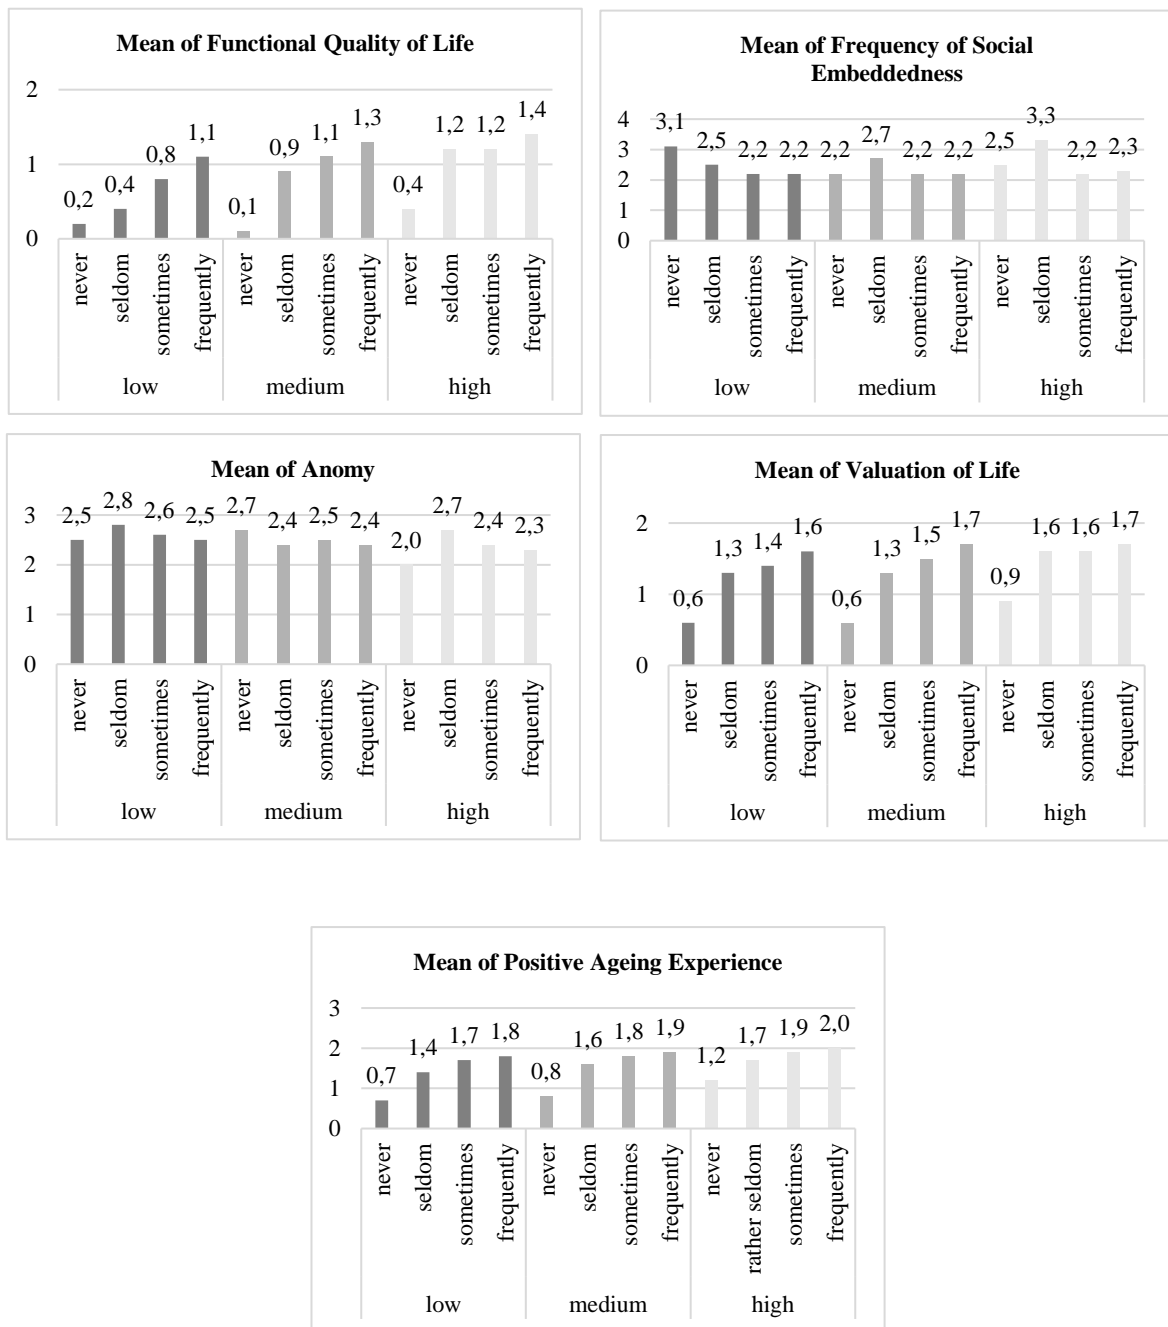 Mean of Functional Quality of Life
2
1
0
0,2
0,4
0,8
1,1
0,1
0,9
1,1
1,3
0,4
1,2
1,2
1,4
never
seldom
sometimes
frequently
never
seldom
sometimes
frequently
never
seldom
sometimes
frequently
low
medium
high
Mean of Frequency of Social
Embeddedness
4
3
2
1
0
3,1
2,5
2,2
2,2
2,2
2,7
2,2
2,2
2,5
3,3
2,2
2,3
never
seldom
sometimes
frequently
never
seldom
sometimes
frequently
never
seldom
sometimes
frequently
low
medium
high
Mean of Anomy
3
2
1
0
2,5
2,8
2,6
2,5
2,7
2,4
2,5
2,4
2,0
2,7
2,4
2,3
never
seldom
sometimes
frequently
never
seldom
sometimes
frequently
never
seldom
sometimes
frequently
low
medium
high
Mean of Valuation of Life
2
1
0
0,6
1,3
1,4
1,6
0,6
1,3
1,5
1,7
0,9
1,6
1,6
1,7
never
seldom
sometimes
frequently
never
seldom
sometimes
frequently
never
seldom
sometimes
frequently
low
medium
high
Mean of Positive Ageing Experience
3
2
1
0
0,7
1,4
1,7
1,8
0,8
1,6
1,8
1,9
1,2
1,7
1,9
2,0
never
seldom
sometimes
frequently
never
seldom
sometimes
frequently
never
rather seldom
sometimes
frequently
low
medium
high